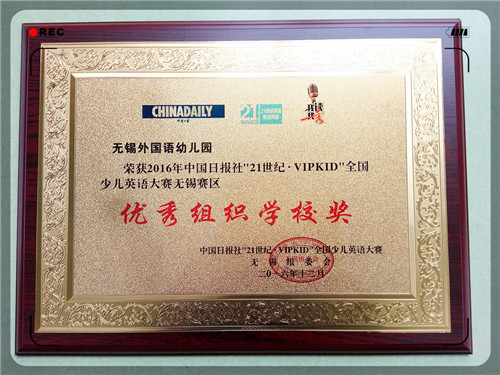 REC
CHINADAILY
中国日报
21
无锡外国语幼儿园
荣获2016年中国日报社"21世纪·VIPKID"全国
少儿英语大赛无锡赛区
优秀组织学校奖
中国日报社"21世纪·VIPKID"全国少儿英语大赛
无锡组委会
二〇一六年十二月